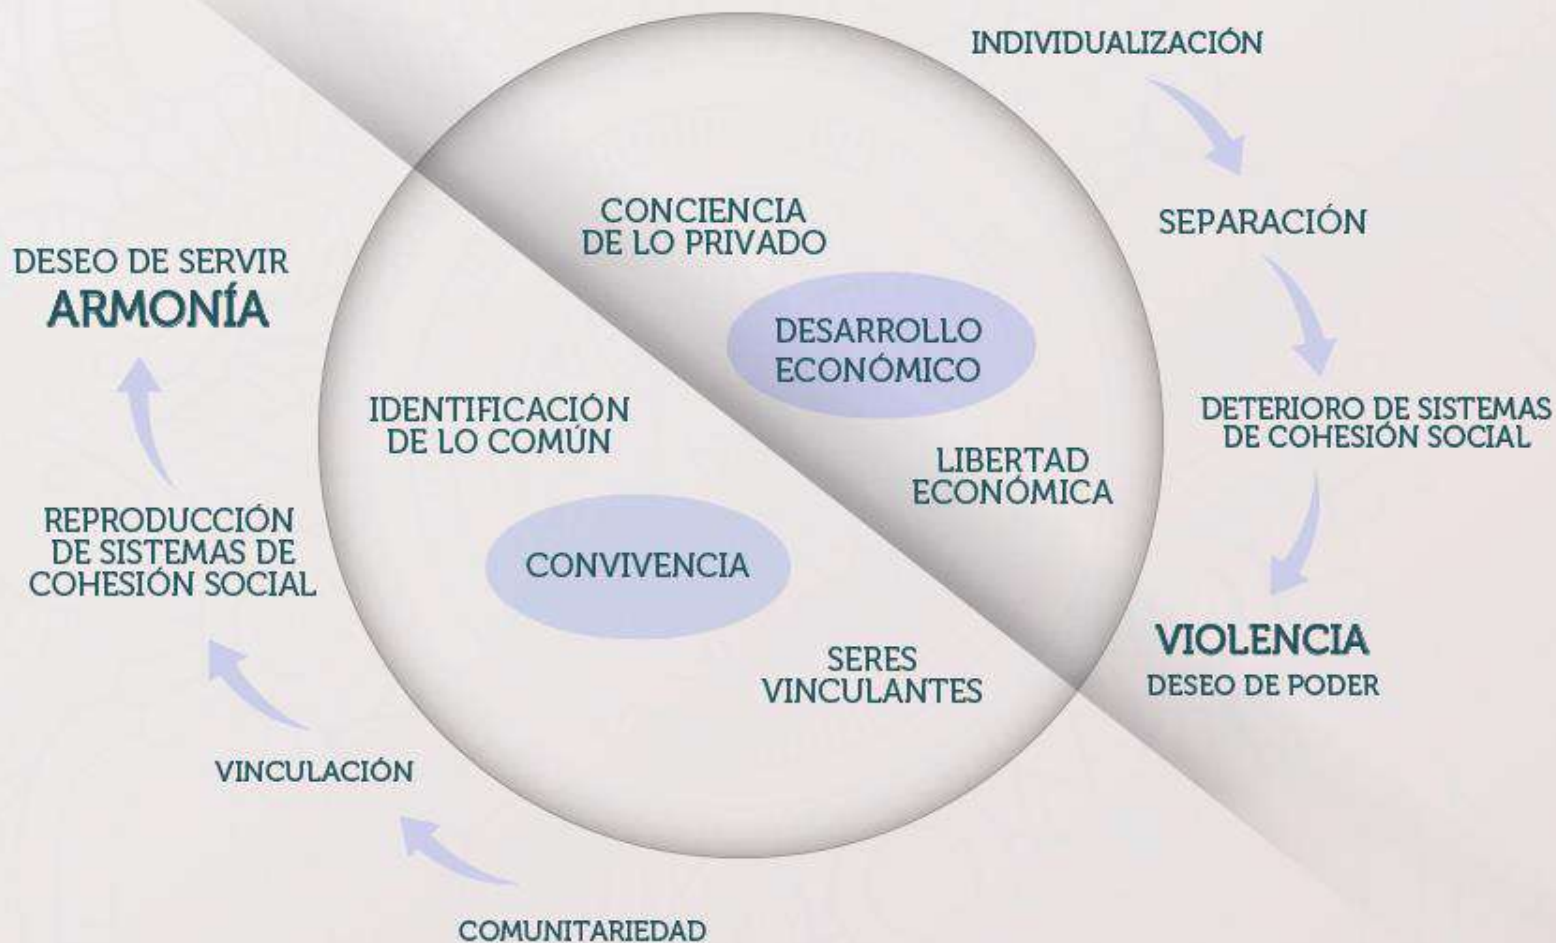 INDIVIDUALIZACIÓN
SEPARACIÓN
DETERIORO DE SISTEMAS
DE COHESIÓN SOCIAL
VIOLENCIA
DESEO DE PODER
CONCIENCIA
DE LO PRIVADO
DESARROLLO
ECONÓMICO
LIBERTAD
ECONÓMICA
IDENTIFICACIÓN
DE LO COMÚN
CONVIVENCIA
SERES
VINCULANTES
DESEO DE SERVIR
ARMONÍA
REPRODUCCIÓN
DE SISTEMAS DE
COHESIÓN SOCIAL
VINCULACIÓN
COMUNITARIEDAD